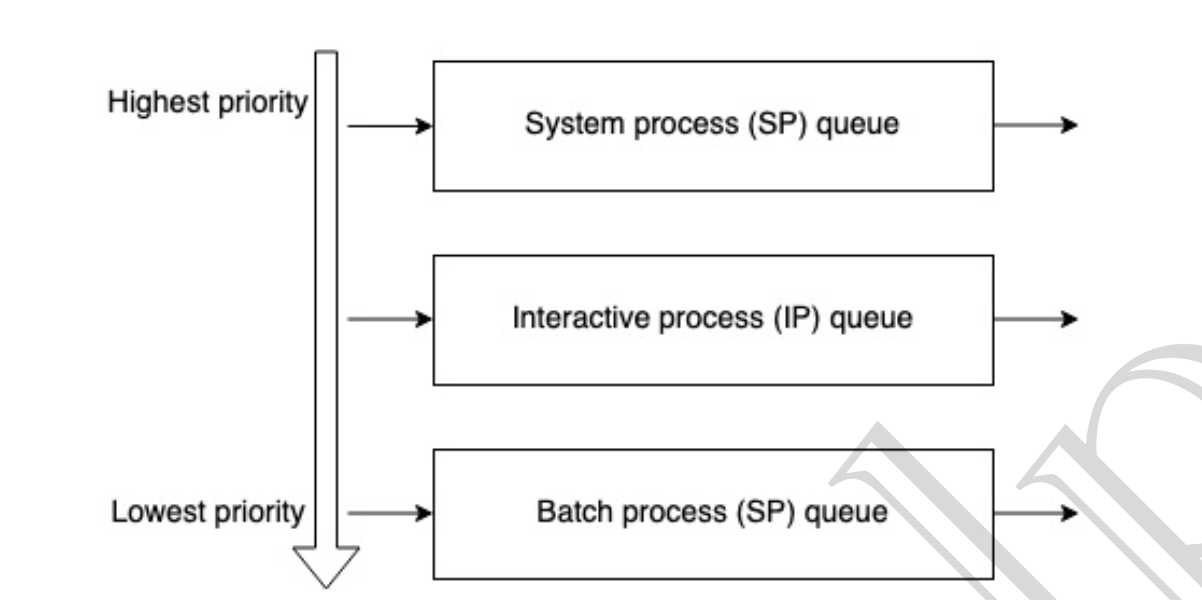 Highest priority
System process (SP) queue
Interactive process (IP) queue
Lowest priority
Batch process (SP) queue